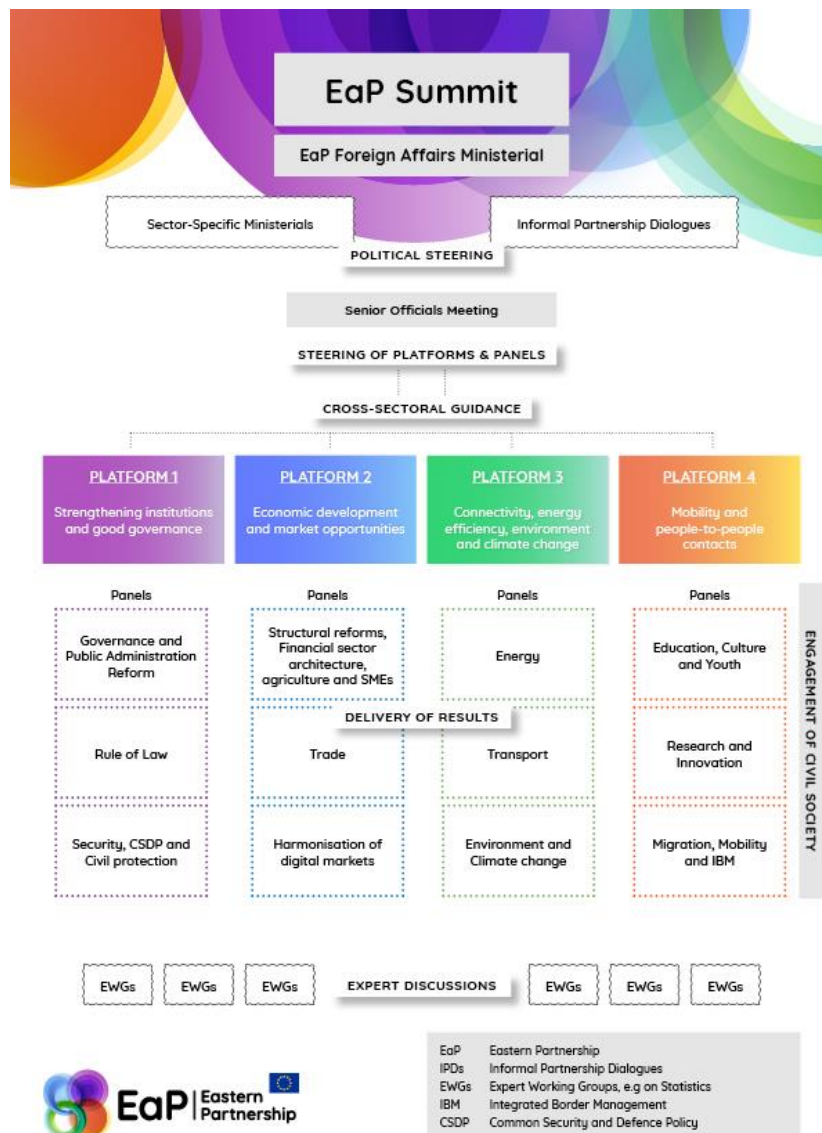 EaP Summit
EaP Foreign Affairs Ministerial
Sector-Specific Ministerials
Informal Partnership Dialogues
POLITICAL STEERING
Senior Officials Meeting
STEERING OF PLATFORMS & PANELS
CROSS-SECTORAL GUIDANCE
PLATFORM 1
Strengthening institutions
and good governance
PLATFORM 2
Economic development
and market opportunities
PLATFORM 3
Connectivity, energy
efficiency, environment
and climate change
PLATFORM 4
Mobility and
people-to-people
contacts
Panels
Panels
Panels
Panels
Governance and
Public Administration
Reform
Structural reforms,
Financial sector
architecture,
agriculture and SMEs
Energy
Education, Culture
and Youth
DELIVERY OF RESULTS
Rule of Law
Trade
Transport
Research and
Innovation
Security, CSDP and
Civil protection
Harmonisation of
digital markets
Environment and
Climate change
Migration, Mobility
and IBM
ENGAGEMENT OF CIVIL SOCIETY
EWGs
EWGs
EWGs
EXPERT DISCUSSIONS
EWGs
EWGs
EWGs
EaP Eastern Partnership
IPDs Informal Partnership Dialogues
EWGs Expert Working Groups, e.g on Statistics
IBM Integrated Border Management
CSDP Common Security and Defence Policy
EaP | Eastern
Partnership